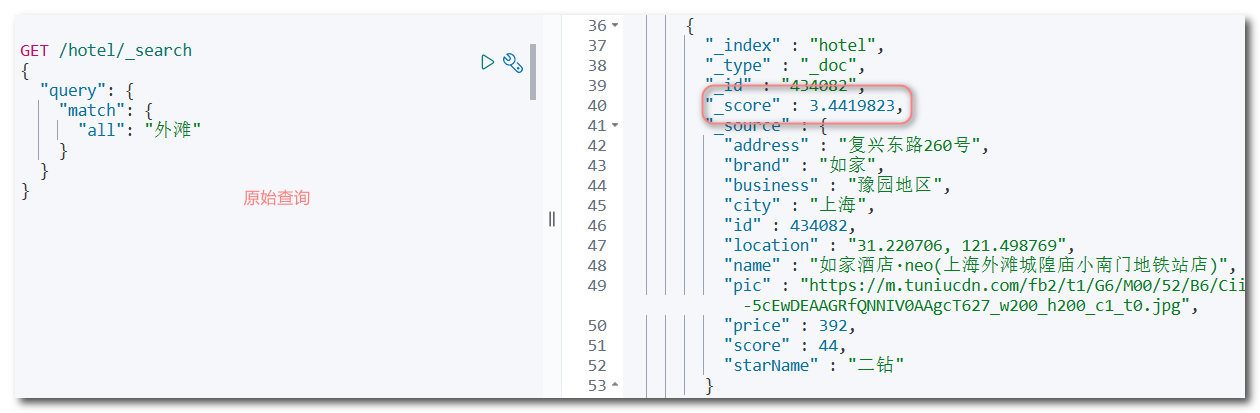 GET /hotel/_search
{
"query": {
"match": {
"all": "外滩"
}
}
}
原始查询
36 {
37 "_index" : "hotel",
38 "_type" : "_doc",
39 "_id" : "434082",
40 "_score" : 3.4419823,
41 "_source" : {
42 "address" : "复兴东路260号",
43 "brand" : "如家",
44 "business" : "豫园地区",
45 "city" : "上海",
46 "id" : 434082,
47 "location" : "31.220706, 121.498769",
48 "name" : "如家酒店·neo(上海外滩城隍庙小南门地铁站店)",
49 "pic" : "https://m.tuniucdn.com/fb2/t1/G6/M00/52/B6/Cii
-5cEwDEAAGRfQNNIV0AAgcT627_w200_h200_c1_t0.jpg",
50 "price" : 392,
51 "score" : 44,
52 "starName" : "二钻"
53 }